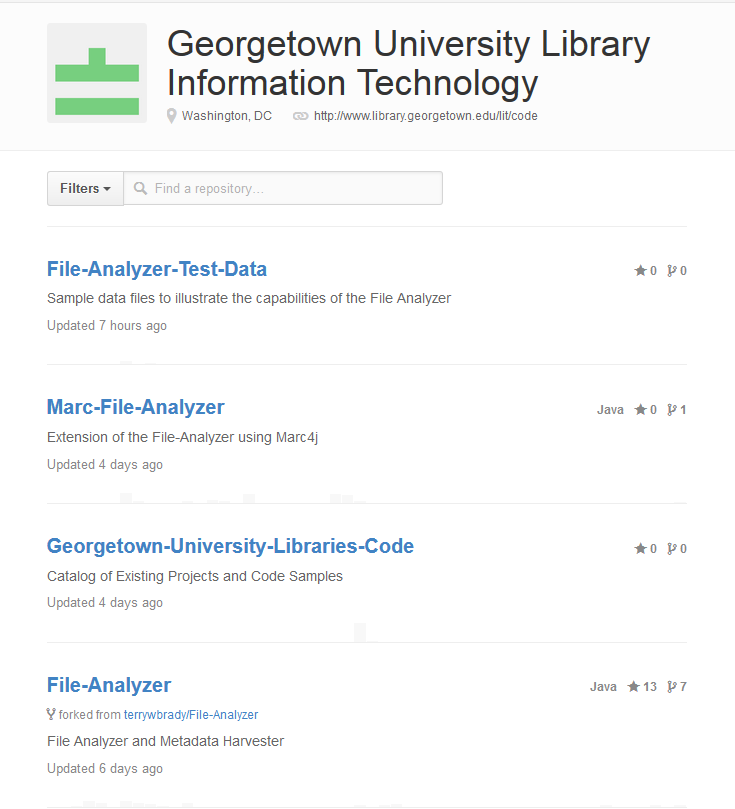 Georgetown University Library
Information Technology
Washington, DC http://www.library.georgetown.edu/lit/code
Filters Find a repository...
File-Analyzer-Test-Data 0 0
Sample data files to illustrate the capabilities of the File Analyzer
Updated 7 hours ago
Marc-File-Analyzer Java 0 1
Extension of the File-Analyzer using Marc4j
Updated 4 days ago
Georgetown-University-Libraries-Code 0 0
Catalog of Existing Projects and Code Samples
Updated 4 days ago
File-Analyzer Java 13 7
forked from terrywbrady/File-Analyzer
File Analyzer and Metadata Harvester
Updated 6 days ago